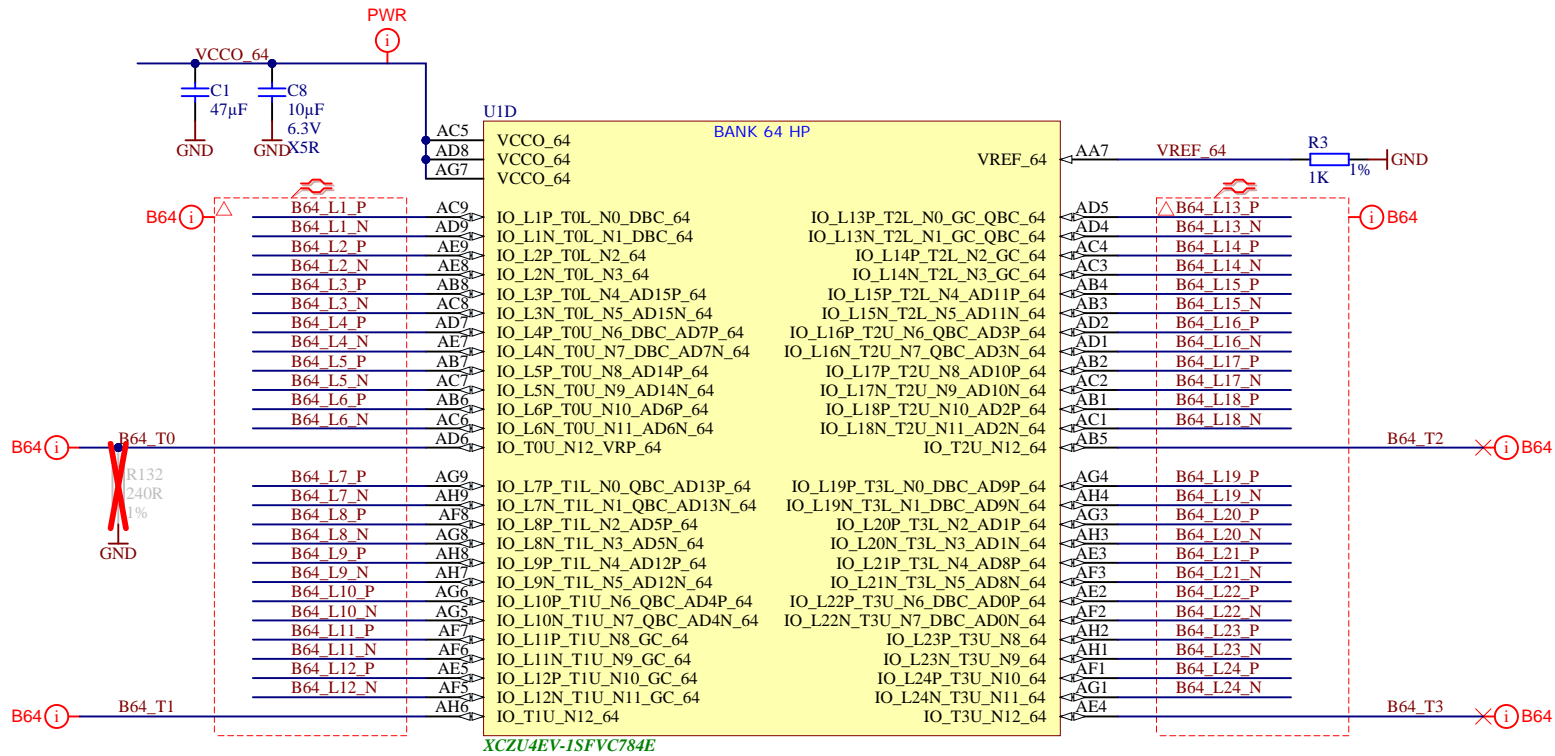 PWR
i
VCCO_64
C1
47µF
C8
10µF
6.3V
X5R
GND
GND
U1D
BANK 64 HP
AC5 VCCO_64
AD8 VCCO_64
AG7 VCCO_64
VREF_64 AA7 VREF_64
R3
1K
1%
GND
B64 i
i B64
B64_L1_P AC9 IO_L1P_T0L_N0_DBC_64
B64_L1_N AD9 IO_L1N_T0L_N1_DBC_64
B64_L2_P AE9 IO_L2P_T0L_N2_64
B64_L2_N AE8 IO_L2N_T0L_N3_64
B64_L3_P AB8 IO_L3P_T0L_N4_AD15P_64
B64_L3_N AC8 IO_L3N_T0L_N5_AD15N_64
B64_L4_P AD7 IO_L4P_T0U_N6_DBC_AD7P_64
B64_L4_N AE7 IO_L4N_T0U_N7_DBC_AD7N_64
B64_L5_P AB7 IO_L5P_T0U_N8_AD14P_64
B64_L5_N AC7 IO_L5N_T0U_N9_AD14N_64
B64_L6_P AB6 IO_L6P_T0U_N10_AD6P_64
B64_L6_N AC6 IO_L6N_T0U_N11_AD6N_64
B64 i B64_T0 AD6 IO_T0U_N12_VRP_64
R132
240R
1%
GND
B64_L7_P AG9 IO_L7P_T1L_N0_QBC_AD13P_64
B64_L7_N AH9 IO_L7N_T1L_N1_QBC_AD13N_64
B64_L8_P AF8 IO_L8P_T1L_N2_AD5P_64
B64_L8_N AG8 IO_L8N_T1L_N3_AD5N_64
B64_L9_P AH8 IO_L9P_T1L_N4_AD12P_64
B64_L9_N AH7 IO_L9N_T1L_N5_AD12N_64
B64_L10_P AG6 IO_L10P_T1U_N6_QBC_AD4P_64
B64_L10_N AG5 IO_L10N_T1U_N7_QBC_AD4N_64
B64_L11_P AF7 IO_L11P_T1U_N8_GC_64
B64_L11_N AF6 IO_L11N_T1U_N9_GC_64
B64_L12_P AE5 IO_L12P_T1U_N10_GC_64
B64_L12_N AF5 IO_L12N_T1U_N11_GC_64
B64 i B64_T1 AH6 IO_T1U_N12_64
IO_L13P_T2L_N0_GC_QBC_64 AD5 B64_L13_P
IO_L13N_T2L_N1_GC_QBC_64 AD4 B64_L13_N
IO_L14P_T2L_N2_GC_64 AC4 B64_L14_P
IO_L14N_T2L_N3_GC_64 AC3 B64_L14_N
IO_L15P_T2L_N4_AD11P_64 AB4 B64_L15_P
IO_L15N_T2L_N5_AD11N_64 AB3 B64_L15_N
IO_L16P_T2U_N6_QBC_AD3P_64 AD2 B64_L16_P
IO_L16N_T2U_N7_QBC_AD3N_64 AD1 B64_L16_N
IO_L17P_T2U_N8_AD10P_64 AB2 B64_L17_P
IO_L17N_T2U_N9_AD10N_64 AC2 B64_L17_N
IO_L18P_T2U_N10_AD2P_64 AB1 B64_L18_P
IO_L18N_T2U_N11_AD2N_64 AC1 B64_L18_N
IO_T2U_N12_64 AB5 B64_T2 i B64
IO_L19P_T3L_N0_DBC_AD9P_64 AG4 B64_L19_P
IO_L19N_T3L_N1_DBC_AD9N_64 AH4 B64_L19_N
IO_L20P_T3L_N2_AD1P_64 AG3 B64_L20_P
IO_L20N_T3L_N3_AD1N_64 AH3 B64_L20_N
IO_L21P_T3L_N4_AD8P_64 AE3 B64_L21_P
IO_L21N_T3L_N5_AD8N_64 AF3 B64_L21_N
IO_L22P_T3U_N6_DBC_AD0P_64 AE2 B64_L22_P
IO_L22N_T3U_N7_DBC_AD0N_64 AF2 B64_L22_N
IO_L23P_T3U_N8_64 AH2 B64_L23_P
IO_L23N_T3U_N9_64 AH1 B64_L23_N
IO_L24P_T3U_N10_64 AF1 B64_L24_P
IO_L24N_T3U_N11_64 AG1 B64_L24_N
IO_T3U_N12_64 AE4 B64_T3 i B64
XCZU4EV-1SFVC784E